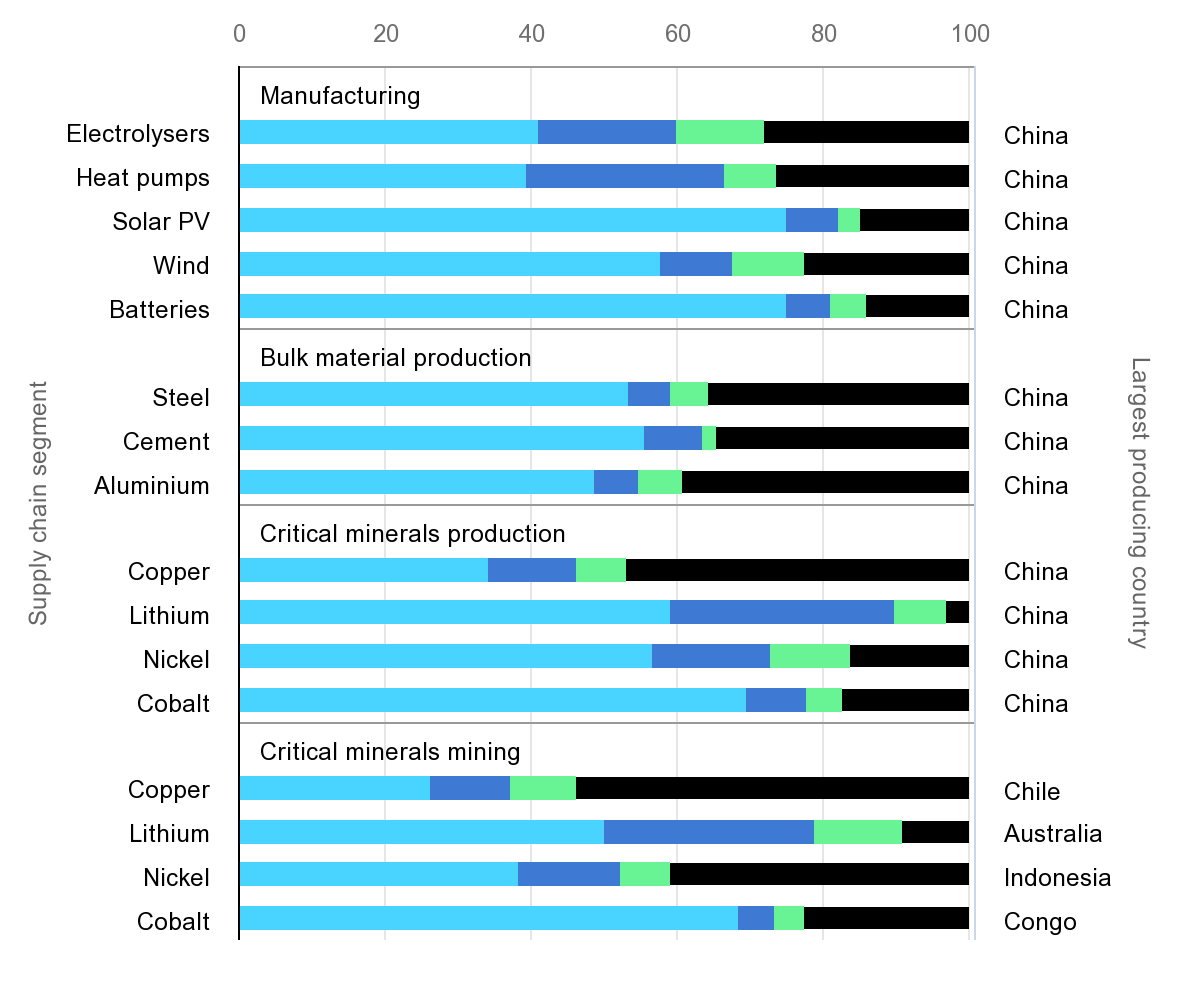 0 20 40 60 80 100
Manufacturing
Electrolysers China
Heat pumps China
Solar PV China
Wind China
Batteries China
Bulk material production
Steel China
Cement China
Aluminium China
Critical minerals production
Copper China
Lithium China
Nickel China
Cobalt China
Critical minerals mining
Copper Chile
Lithium Australia
Nickel Indonesia
Cobalt Congo
Supply chain segment
Largest producing country